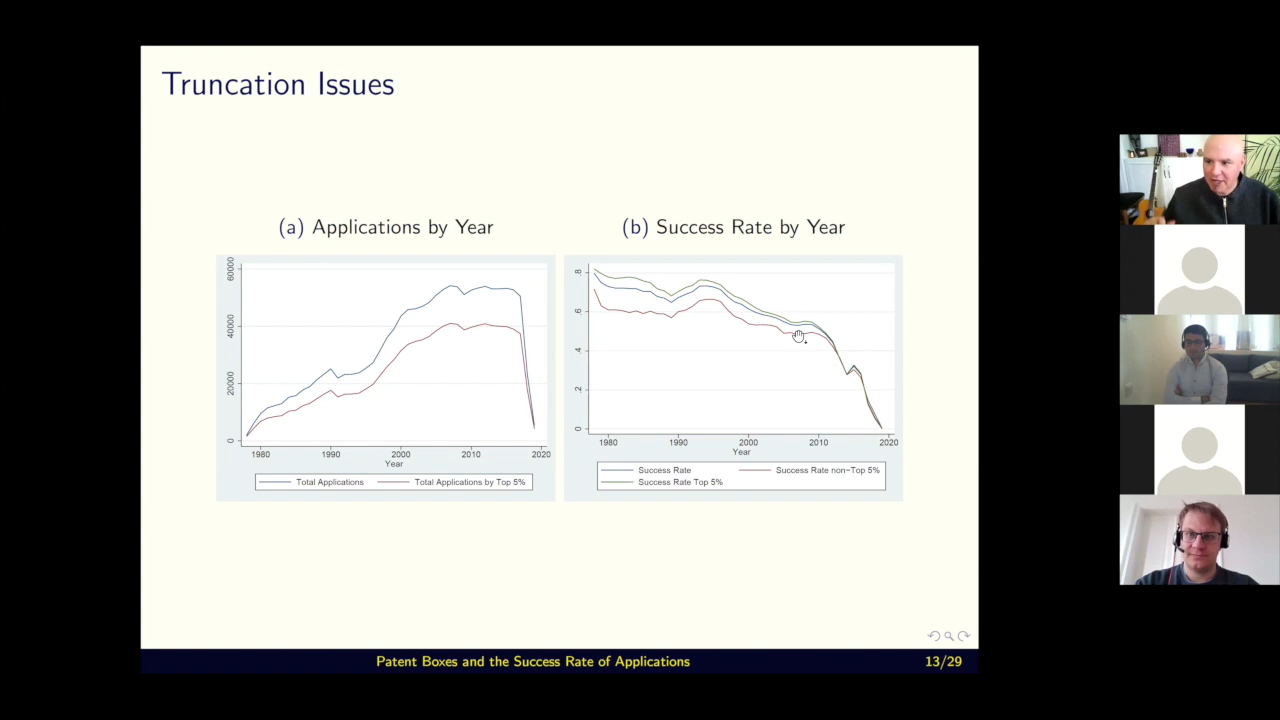 Truncation Issues
(a) Applications by Year
(b) Success Rate by Year
60000
40000
20000
0
1980 1990 2000 2010 2020
Year
Total Applications Total Applications by Top 5%
.8
.6
.4
.2
0
1980 1990 2000 2010 2020
Year
Success Rate Success Rate non-Top 5%
Success Rate Top 5%
Patent Boxes and the Success Rate of Applications 13/29